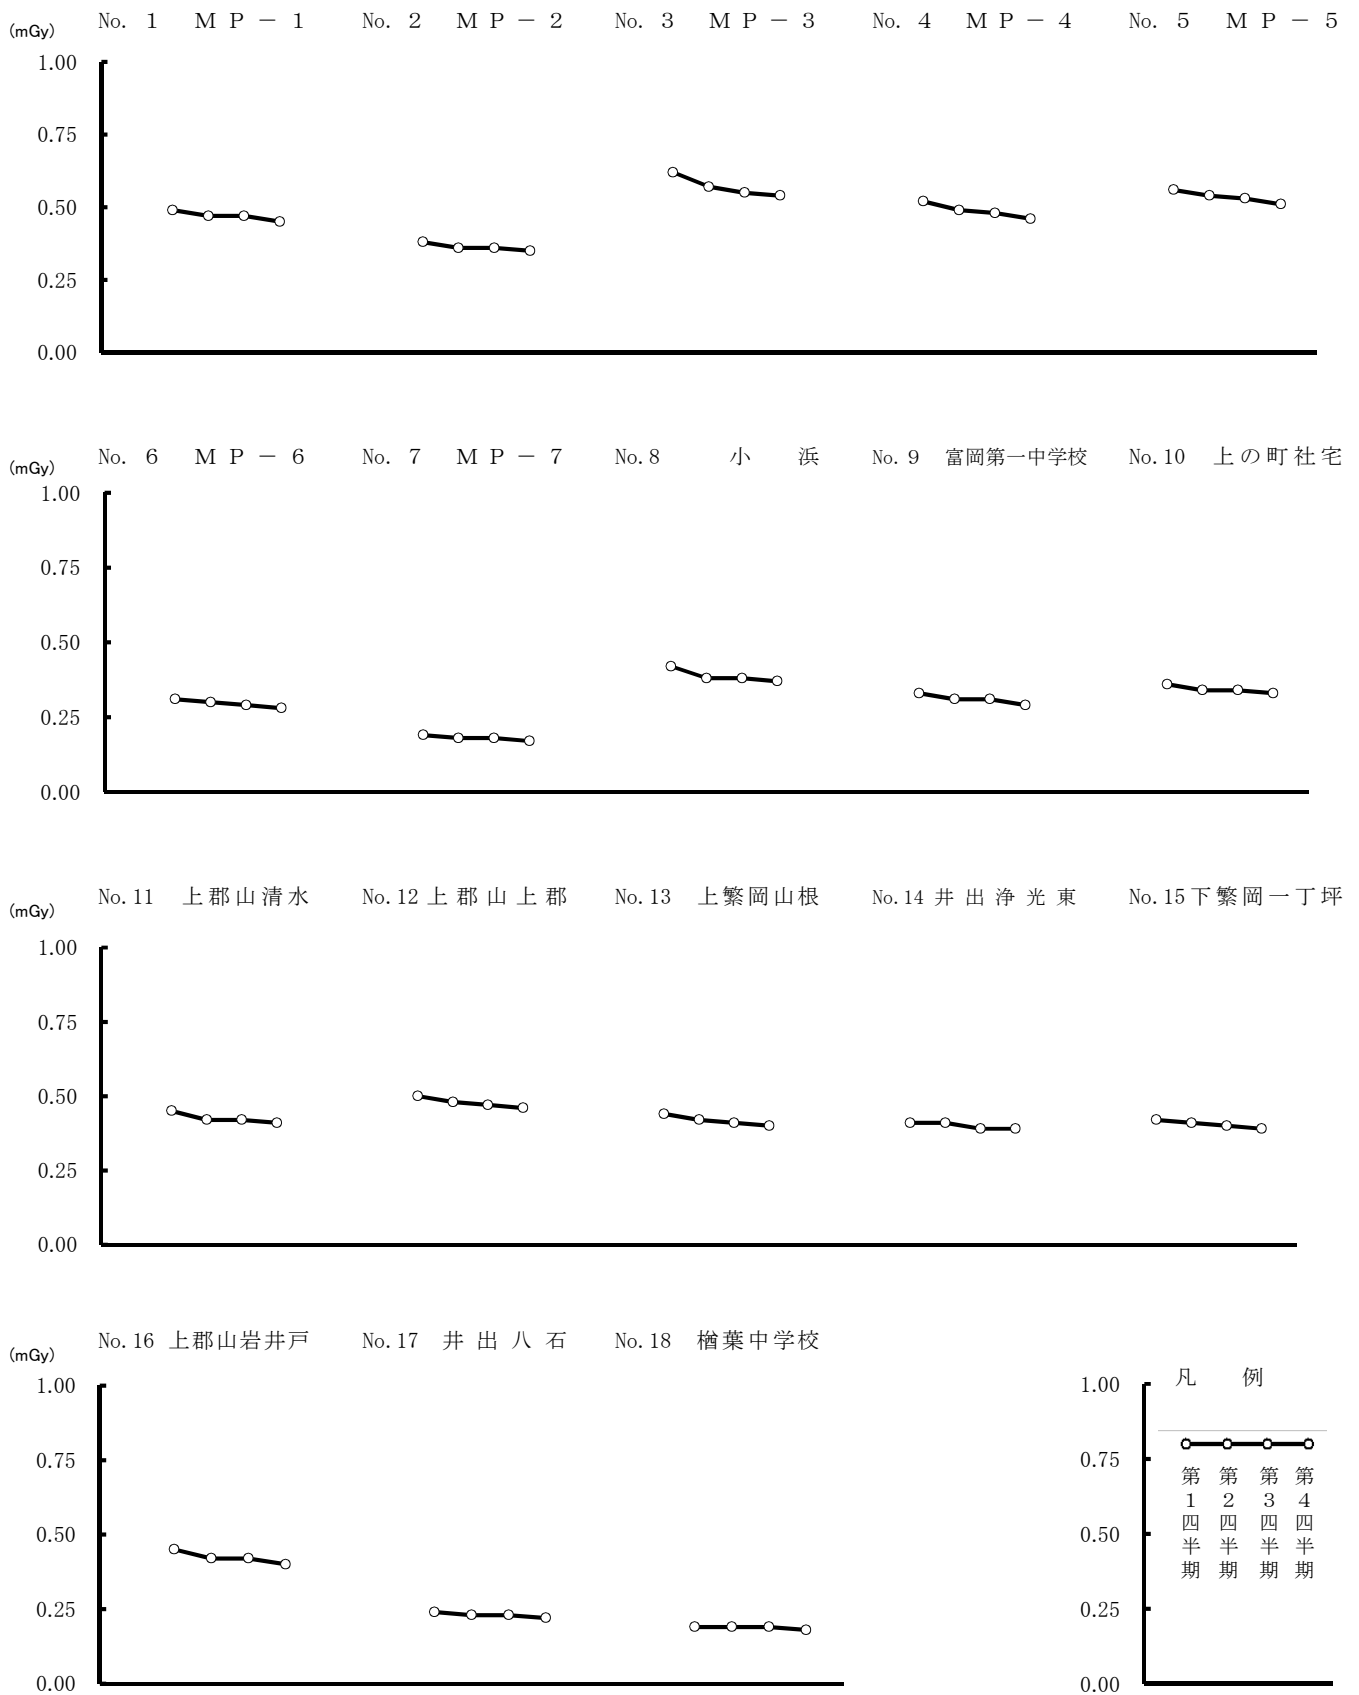 (mGy)
No. 1 ＭＰ－１ No. 2 ＭＰ－２ No. 3 ＭＰ－３ No. 4 ＭＰ－４ No. 5 ＭＰ－５
1.00
0.75
0.50
0.25
0.00
(mGy)
No. 6 ＭＰ－６ No. 7 ＭＰ－７ No.8 小浜 No.9 富岡第一中学校 No.10 上の町社宅
1.00
0.75
0.50
0.25
0.00
(mGy)
No.11 上郡山清水 No.12 上郡山上郡 No.13 上繁岡山根 No.14 井出浄光東 No.15 下繁岡一丁坪
1.00
0.75
0.50
0.25
0.00
(mGy)
No.16 上郡山岩井戸 No.17 井出八石 No.18 楢葉中学校
1.00
0.75
0.50
0.25
0.00
凡例
1.00
0.75
0.50
0.25
0.00
第１四半期
第２四半期
第３四半期
第４四半期